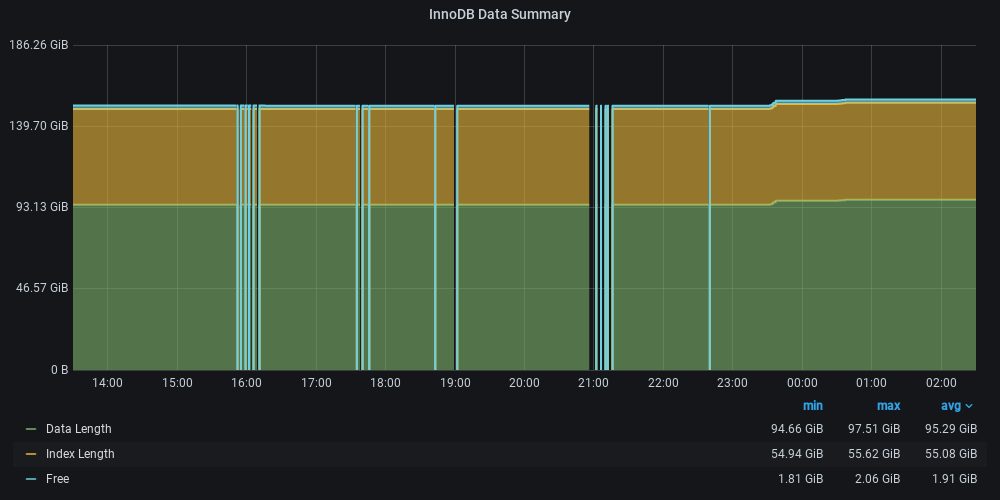 InnoDB Data Summary
186.26 GiB
139.70 GiB
93.13 GiB
46.57 GiB
0 B
14:00 15:00 16:00 17:00 18:00 19:00 20:00 21:00 22:00 23:00 00:00 01:00 02:00
min max avg
Data Length 94.66 GiB 97.51 GiB 95.29 GiB
Index Length 54.94 GiB 55.62 GiB 55.08 GiB
Free 1.81 GiB 2.06 GiB 1.91 GiB